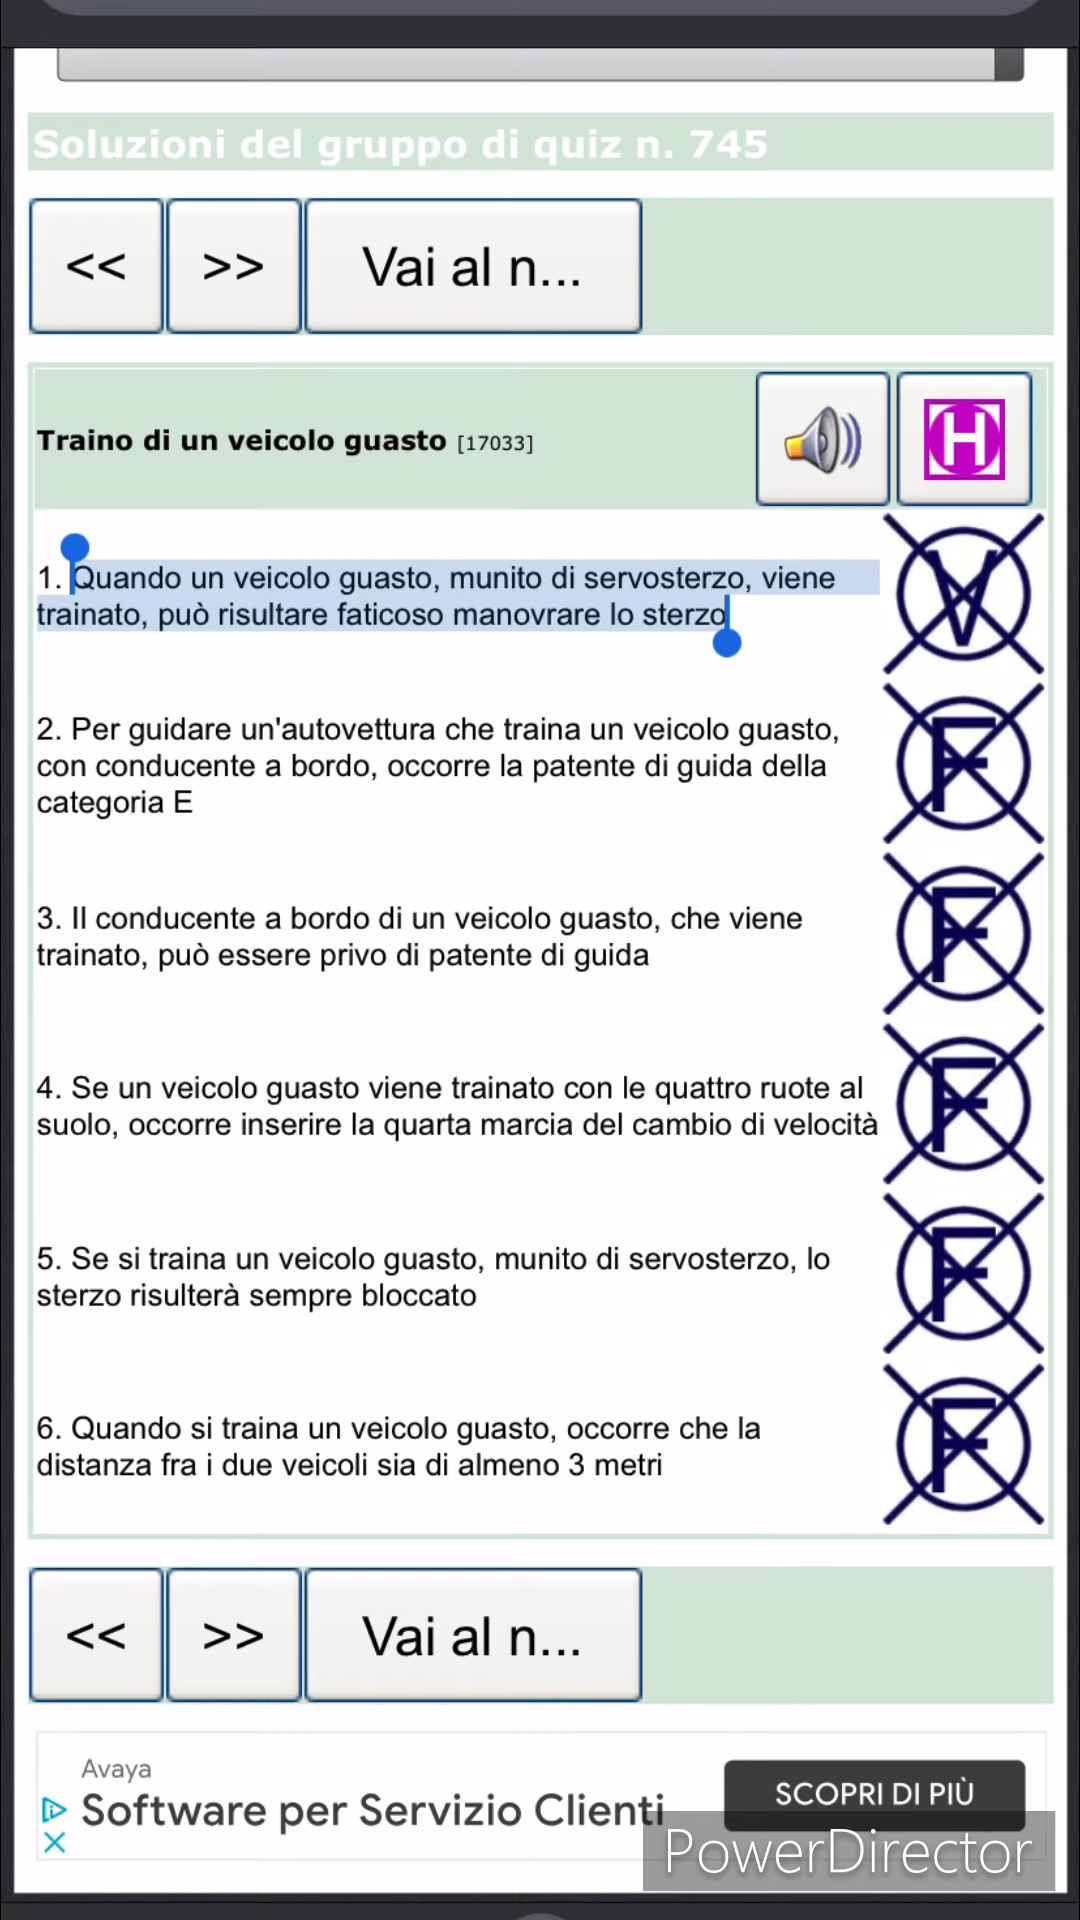 Soluzioni del gruppo di quiz n. 745
<< >> Vai al n...
Traino di un veicolo guasto [17033]
H
1. Quando un veicolo guasto, munito di servosterzo, viene
trainato, può risultare faticoso manovrare lo sterzo
V
2. Per guidare un'autovettura che traina un veicolo guasto,
con conducente a bordo, occorre la patente di guida della
categoria E
F
3. Il conducente a bordo di un veicolo guasto, che viene
trainato, può essere privo di patente di guida
F
4. Se un veicolo guasto viene trainato con le quattro ruote al
suolo, occorre inserire la quarta marcia del cambio di velocità
F
5. Se si traina un veicolo guasto, munito di servosterzo, lo
sterzo risulterà sempre bloccato
F
6. Quando si traina un veicolo guasto, occorre che la
distanza fra i due veicoli sia di almeno 3 metri
F
<< >> Vai al n...
Avaya
Software per Servizio Clienti
SCOPRI DI PIÙ
PowerDirector